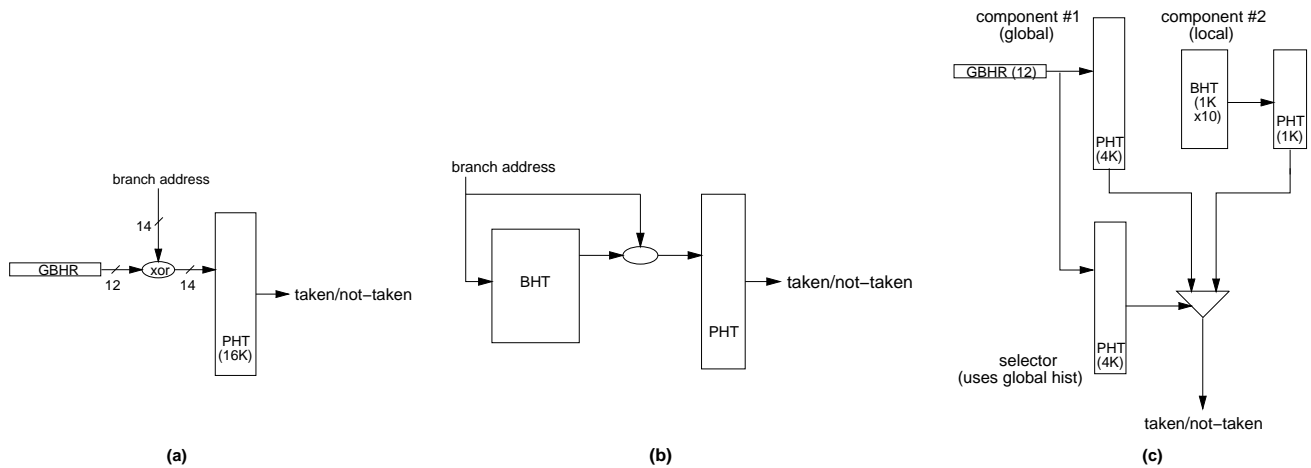 branch address
14
GBHR
12
xor
14
PHT
(16K)
taken/not−taken
(a)
branch address
BHT
PHT
taken/not−taken
(b)
component #1
(global)
component #2
(local)
GBHR (12)
PHT
(4K)
BHT
(1K
x10)
PHT
(1K)
selector
(uses global hist)
PHT
(4K)
taken/not−taken
(c)